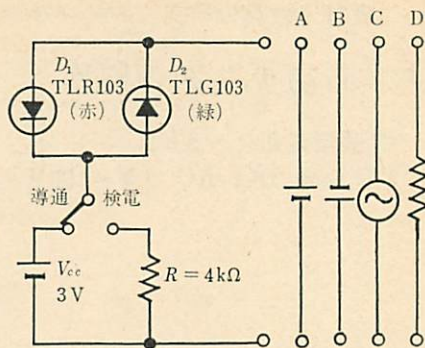 A B C D
D₁
TLR103
(赤)
D₂
TLG103
(緑)
導通
検電
Vcc
3V
R=4kΩ